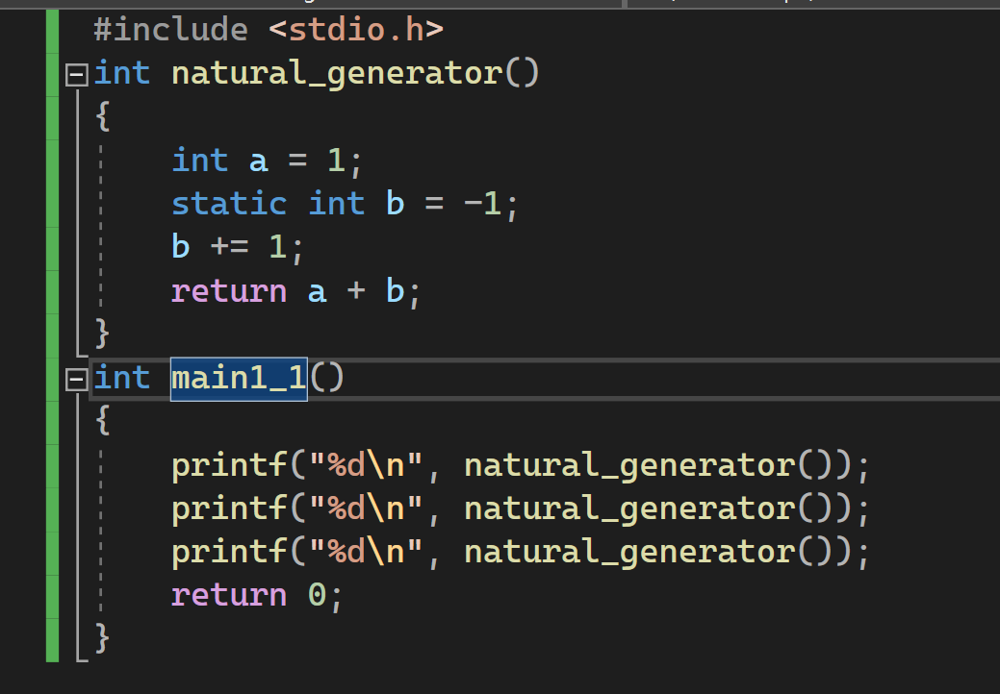 #include <stdio.h>
int natural_generator()
{
    int a = 1;
    static int b = -1;
    b += 1;
    return a + b;
}
int main1_1()
{
    printf("%d\n", natural_generator());
    printf("%d\n", natural_generator());
    printf("%d\n", natural_generator());
    return 0;
}